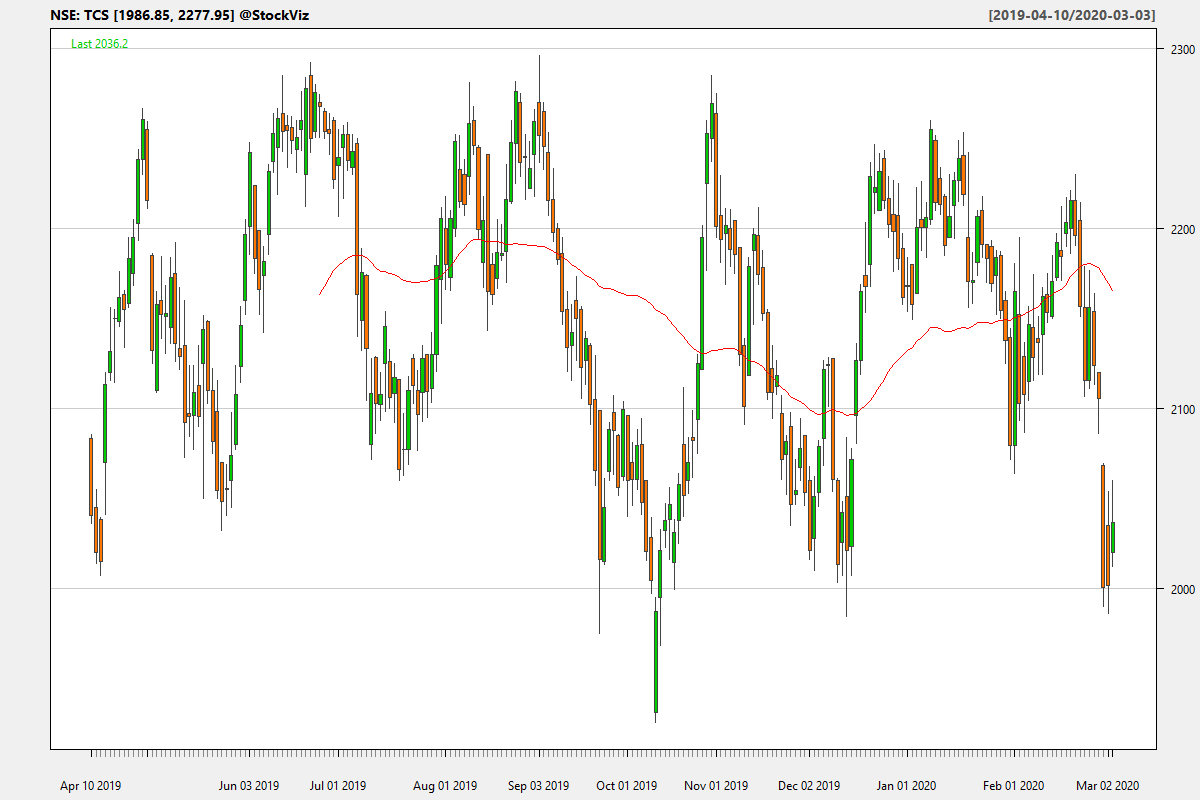 NSE: TCS [1986.85, 2277.95] @StockViz
[2019-04-10/2020-03-03]
Last 2036.2
2300
2200
2100
2000
Apr 10 2019
Jun 03 2019
Jul 01 2019
Aug 01 2019
Sep 03 2019
Oct 01 2019
Nov 01 2019
Dec 02 2019
Jan 01 2020
Feb 01 2020
Mar 02 2020